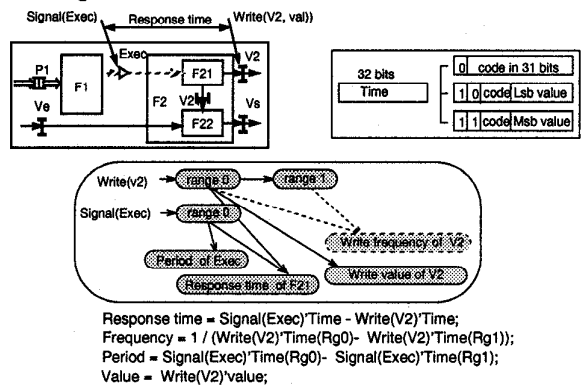 Signal(Exec)
Response time
Write(V2, val))
Exec
V2
P1
F1
F21
F2
V2
Ve
F22
Vs
32 bits
Time
0 code in 31 bits
1 0 code Lsb value
1 1 code Msb value
Write(v2)
range 0
range 1
Signal(Exec)
range 0
Write frequency of V2
Period of Exec
Write value of V2
Response time of F21
Response time = Signal(Exec)'Time - Write(V2)'Time;
Frequency = 1 / (Write(V2)'Time(Rg0)- Write(V2)'Time(Rg1));
Period = Signal(Exec)'Time(Rg0)- Signal(Exec)'Time(Rg1);
Value = Write(V2)'value;